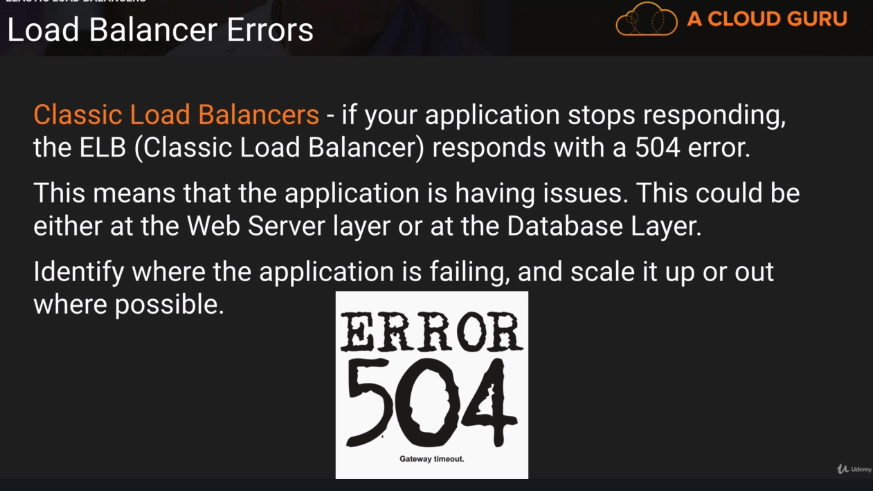 ELASTIC LOAD BALANCERS
Load Balancer Errors
A CLOUD GURU
Classic Load Balancers - if your application stops responding,
the ELB (Classic Load Balancer) responds with a 504 error.
This means that the application is having issues. This could be
either at the Web Server layer or at the Database Layer.
Identify where the application is failing, and scale it up or out
where possible.
ERROR
504
Gateway timeout.
Udemy